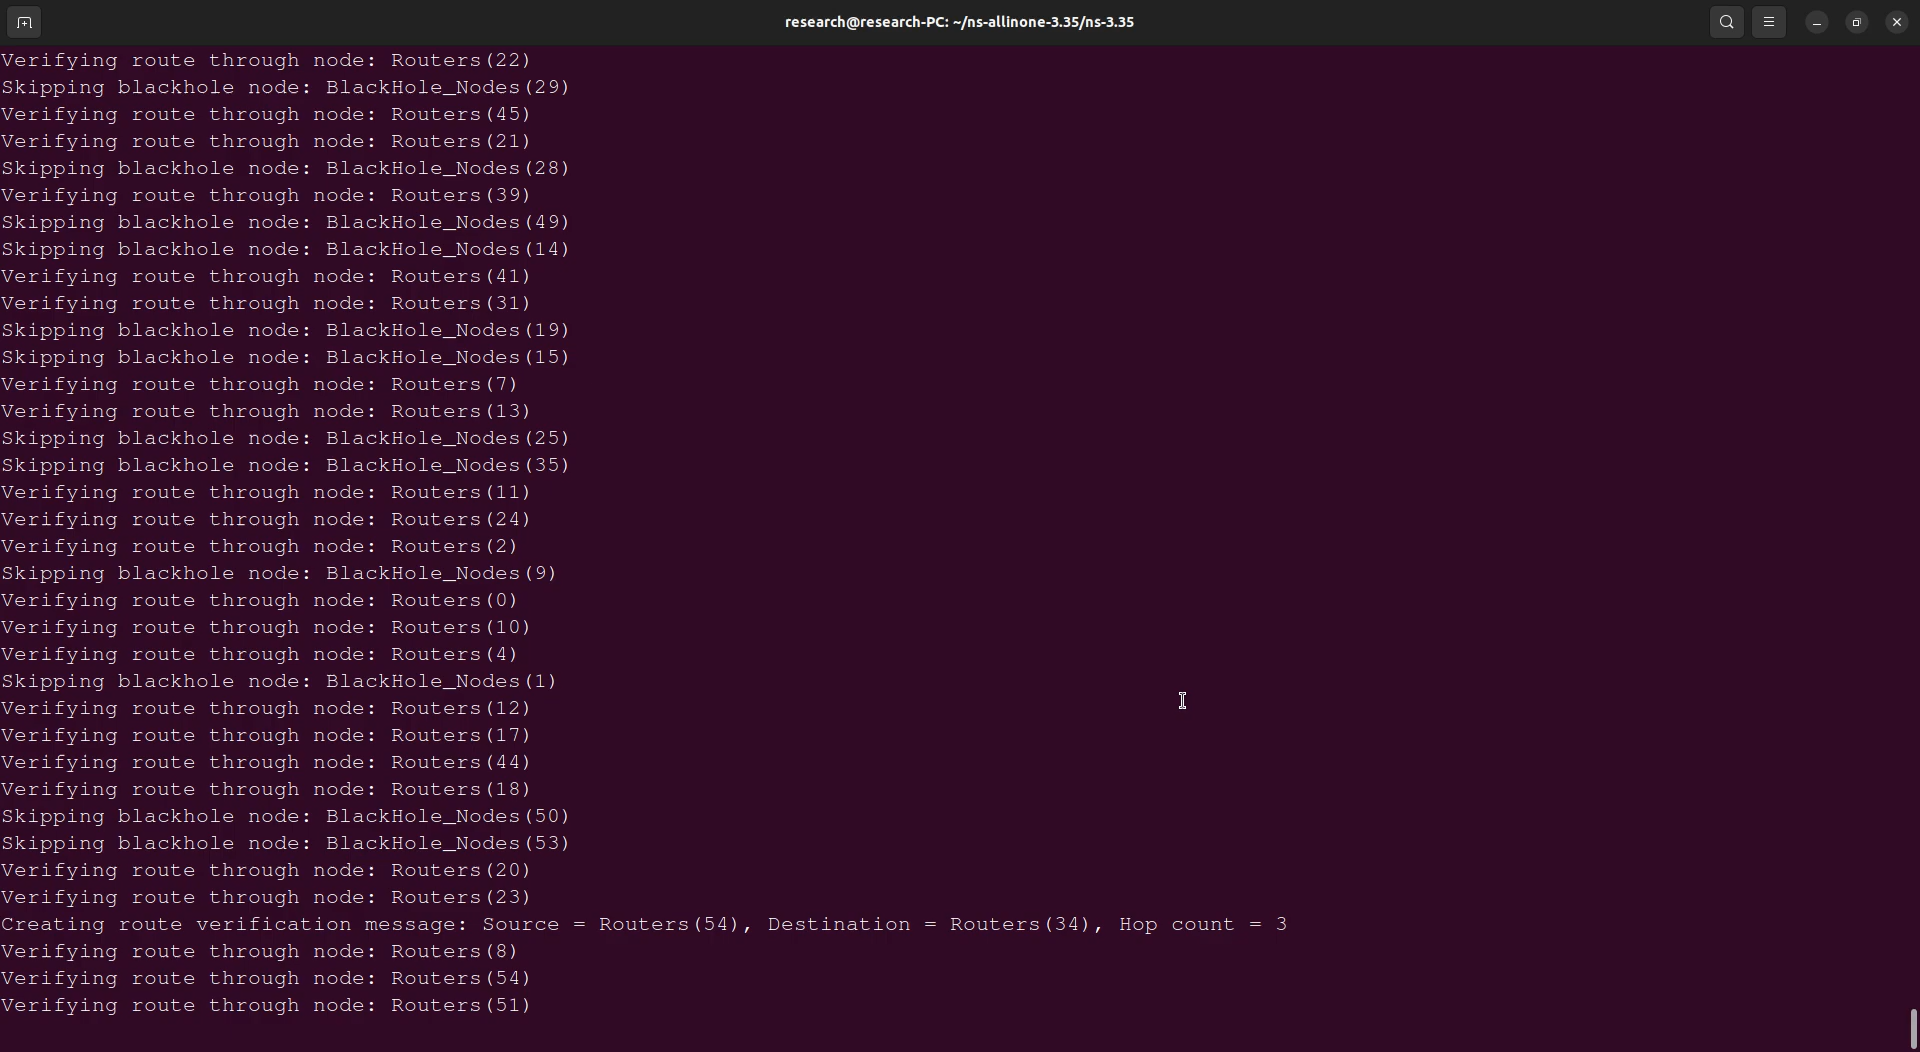 research@research-PC: ~/ns-allinone-3.35/ns-3.35
Verifying route through node: Routers(22)
Skipping blackhole node: BlackHole_Nodes(29)
Verifying route through node: Routers(45)
Verifying route through node: Routers(21)
Skipping blackhole node: BlackHole_Nodes(28)
Verifying route through node: Routers(39)
Skipping blackhole node: BlackHole_Nodes(49)
Skipping blackhole node: BlackHole_Nodes(14)
Verifying route through node: Routers(41)
Verifying route through node: Routers(31)
Skipping blackhole node: BlackHole_Nodes(19)
Skipping blackhole node: BlackHole_Nodes(15)
Verifying route through node: Routers(7)
Verifying route through node: Routers(13)
Skipping blackhole node: BlackHole_Nodes(25)
Skipping blackhole node: BlackHole_Nodes(35)
Verifying route through node: Routers(11)
Verifying route through node: Routers(24)
Verifying route through node: Routers(2)
Skipping blackhole node: BlackHole_Nodes(9)
Verifying route through node: Routers(0)
Verifying route through node: Routers(10)
Verifying route through node: Routers(4)
Skipping blackhole node: BlackHole_Nodes(1)
Verifying route through node: Routers(12)
Verifying route through node: Routers(17)
Verifying route through node: Routers(44)
Verifying route through node: Routers(18)
Skipping blackhole node: BlackHole_Nodes(50)
Skipping blackhole node: BlackHole_Nodes(53)
Verifying route through node: Routers(20)
Verifying route through node: Routers(23)
Creating route verification message: Source = Routers(54), Destination = Routers(34), Hop count = 3
Verifying route through node: Routers(8)
Verifying route through node: Routers(54)
Verifying route through node: Routers(51)